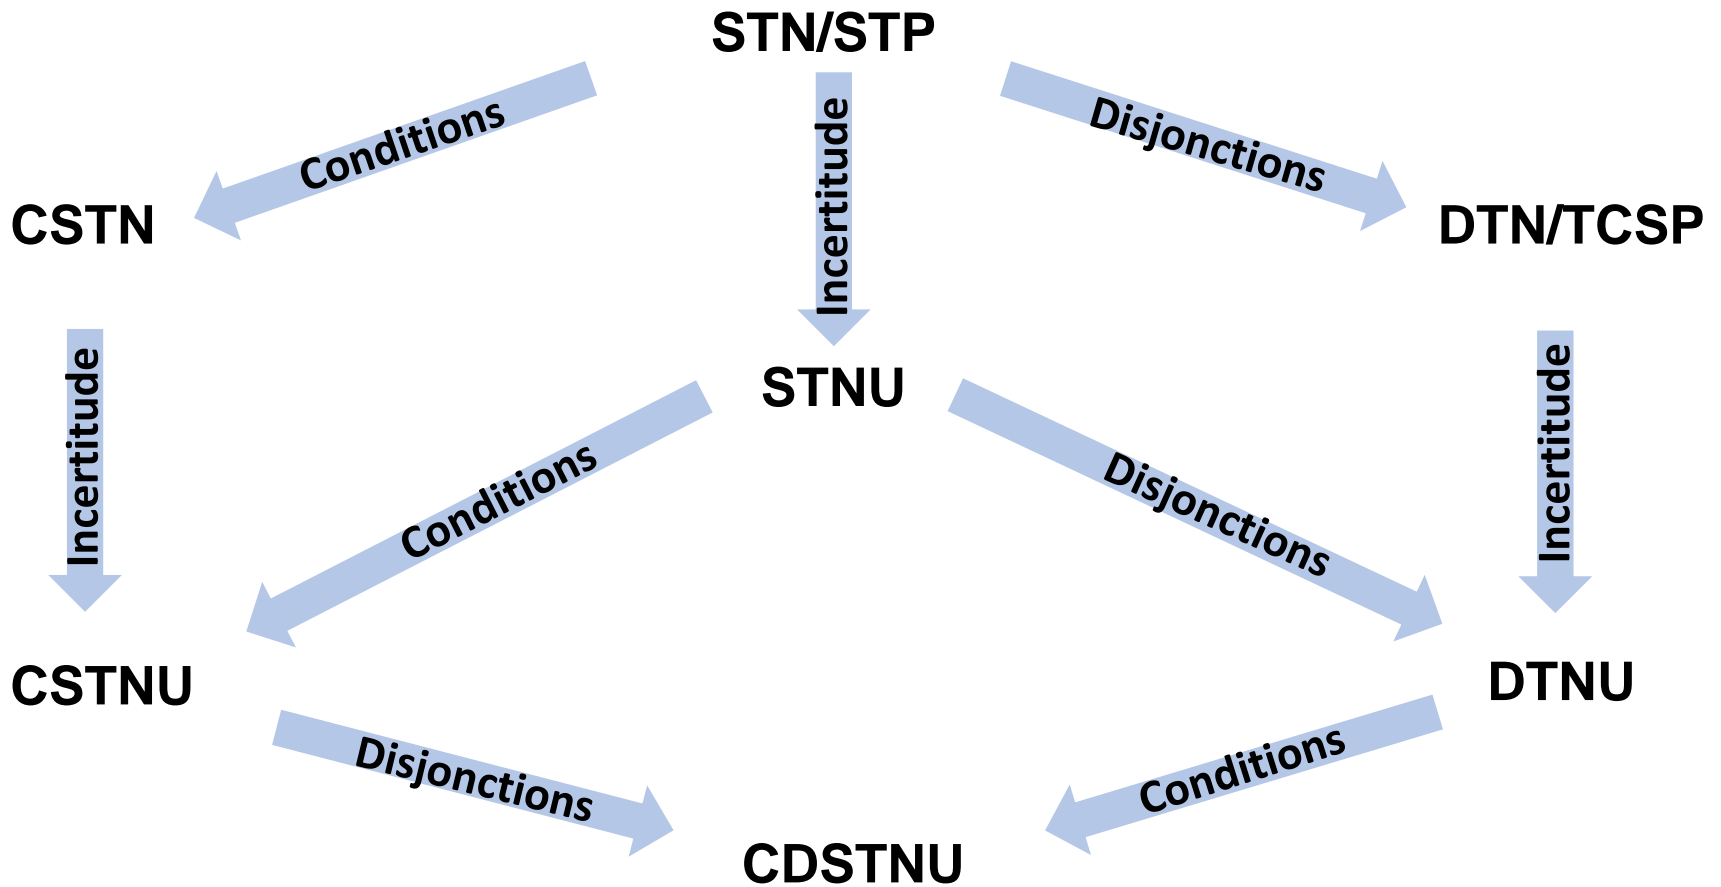 STN/STP
Conditions
Incertitude
Disjonctions
CSTN
DTN/TCSP
Incertitude
STNU
Incertitude
Conditions
Disjonctions
CSTNU
DTNU
Disjonctions
Conditions
CDSTNU